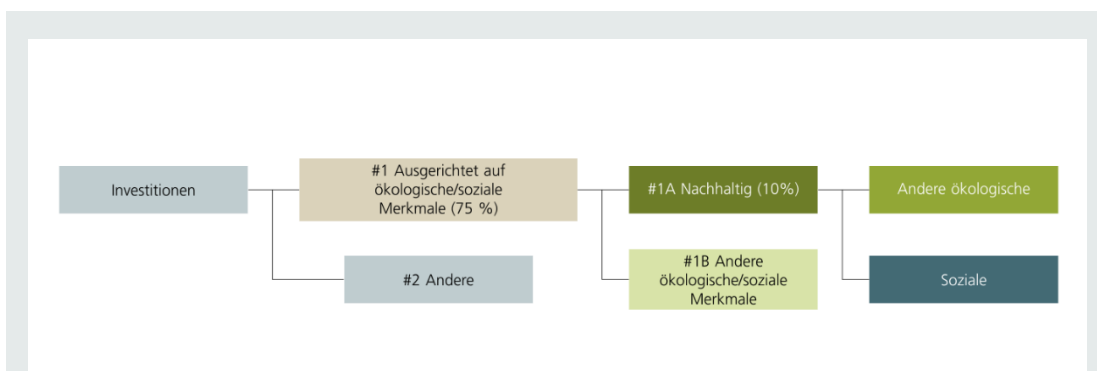 Investitionen
#1 Ausgerichtet auf
ökologische/soziale
Merkmale (75 %)
#1A Nachhaltig (10%)
Andere ökologische
#2 Andere
#1B Andere
ökologische/soziale
Merkmale
Soziale